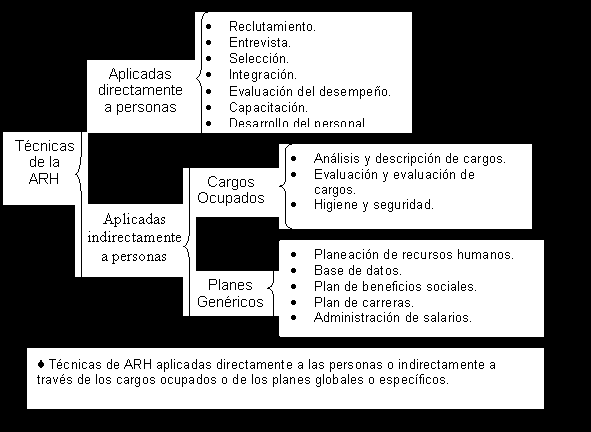 Técnicas
de la
ARH
Aplicadas
directamente
a personas
• Reclutamiento.
• Entrevista.
• Selección.
• Integración.
• Evaluación del desempeño.
• Capacitación.
• Desarrollo del personal
Aplicadas
indirectamente
a personas
Cargos
Ocupados
• Análisis y descripción de cargos.
• Evaluación y evaluación de
cargos.
• Higiene y seguridad.
Planes
Genéricos
• Planeación de recursos humanos.
• Base de datos.
• Plan de beneficios sociales.
• Plan de carreras.
• Administración de salarios.
♦ Técnicas de ARH aplicadas directamente a las personas o indirectamente a
través de los cargos ocupados o de los planes globales o específicos.